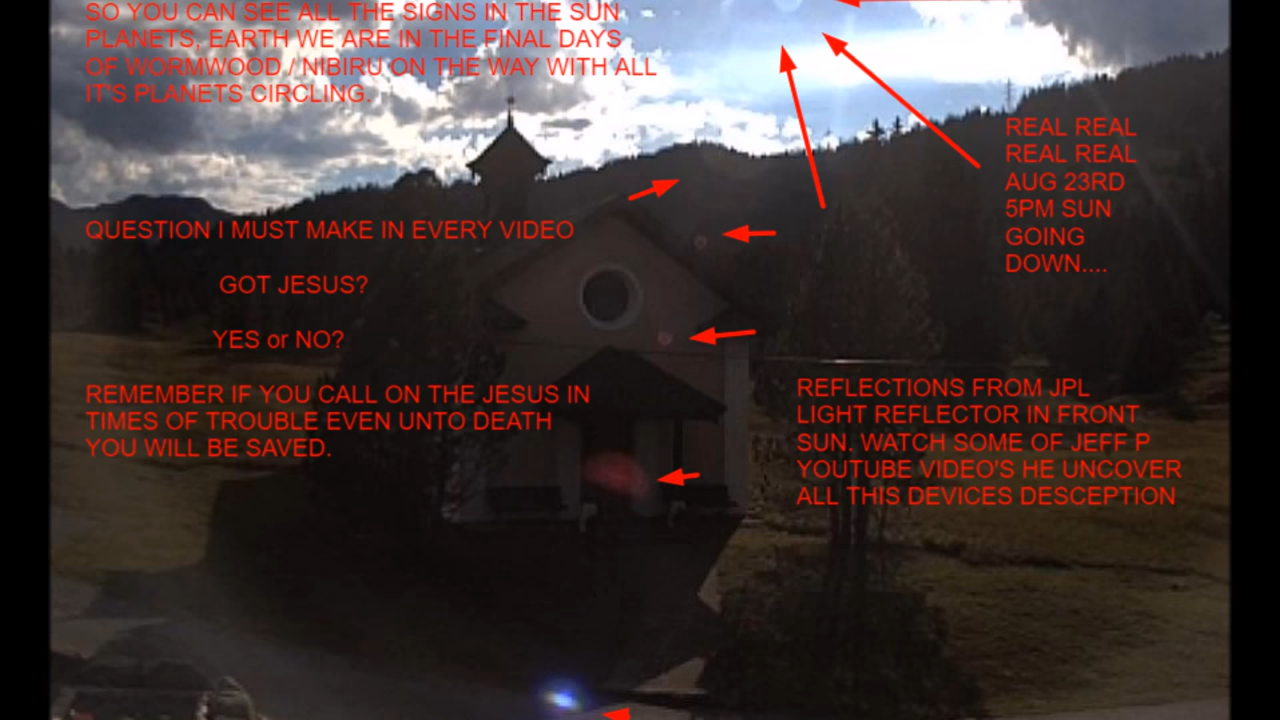 SO YOU CAN SEE ALL THE SIGNS IN THE SUN
PLANETS, EARTH WE ARE IN THE FINAL DAYS
OF WORMWOOD / NIBIRU ON THE WAY WITH ALL
IT'S PLANETS CIRCLING.
REAL REAL
REAL REAL
AUG 23RD
5PM SUN
GOING
DOWN....
QUESTION I MUST MAKE IN EVERY VIDEO
GOT JESUS?
YES or NO?
REMEMBER IF YOU CALL ON THE JESUS IN
TIMES OF TROUBLE EVEN UNTO DEATH
YOU WILL BE SAVED.
REFLECTIONS FROM JPL
LIGHT REFLECTOR IN FRONT
SUN. WATCH SOME OF JEFF P
YOUTUBE VIDEO'S HE UNCOVER
ALL THIS DEVICES DESCEPTION